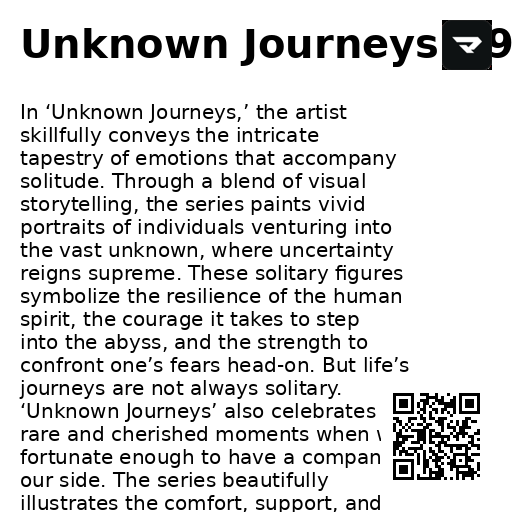 Unknown Journeys 9
In ‘Unknown Journeys,’ the artist
skillfully conveys the intricate
tapestry of emotions that accompany
solitude. Through a blend of visual
storytelling, the series paints vivid
portraits of individuals venturing into
the vast unknown, where uncertainty
reigns supreme. These solitary figures
symbolize the resilience of the human
spirit, the courage it takes to step
into the abyss, and the strength to
confront one’s fears head-on. But life’s
journeys are not always solitary.
‘Unknown Journeys’ also celebrates
rare and cherished moments when
fortunate enough to have a compan
our side. The series beautifully
illustrates the comfort, support, and